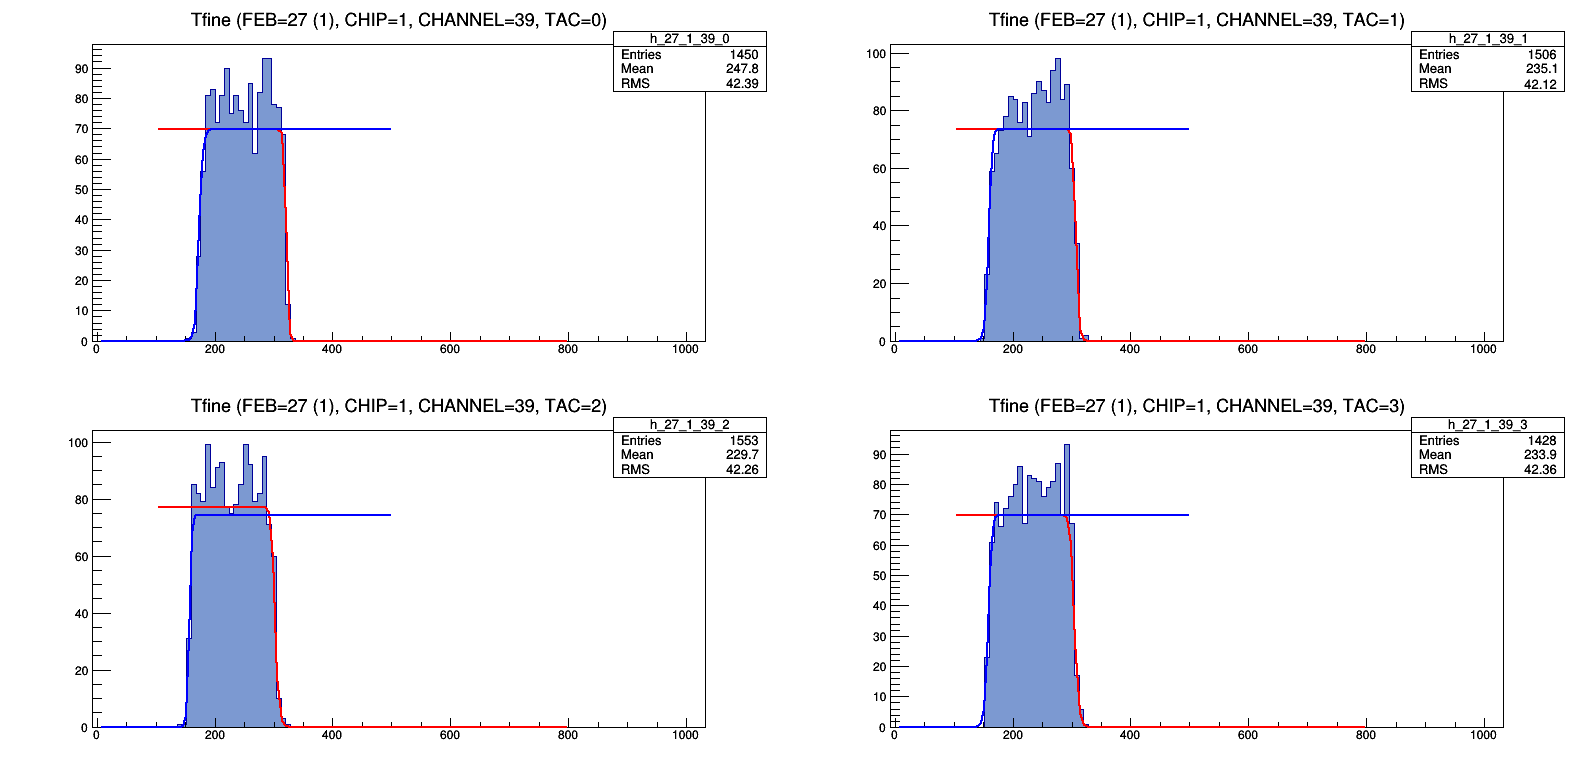 Tfine (FEB=27 (1), CHIP=1, CHANNEL=39, TAC=0)
h_27_1_39_0
Entries 1450
Mean 247.8
RMS 42.39
90
80
70
60
50
40
30
20
10
0
0 200 400 600 800 1000
Tfine (FEB=27 (1), CHIP=1, CHANNEL=39, TAC=1)
h_27_1_39_1
Entries 1506
Mean 235.1
RMS 42.12
100
80
60
40
20
0
0 200 400 600 800 1000
Tfine (FEB=27 (1), CHIP=1, CHANNEL=39, TAC=2)
h_27_1_39_2
Entries 1553
Mean 229.7
RMS 42.26
100
80
60
40
20
0
0 200 400 600 800 1000
Tfine (FEB=27 (1), CHIP=1, CHANNEL=39, TAC=3)
h_27_1_39_3
Entries 1428
Mean 233.9
RMS 42.36
90
80
70
60
50
40
30
20
10
0
0 200 400 600 800 1000